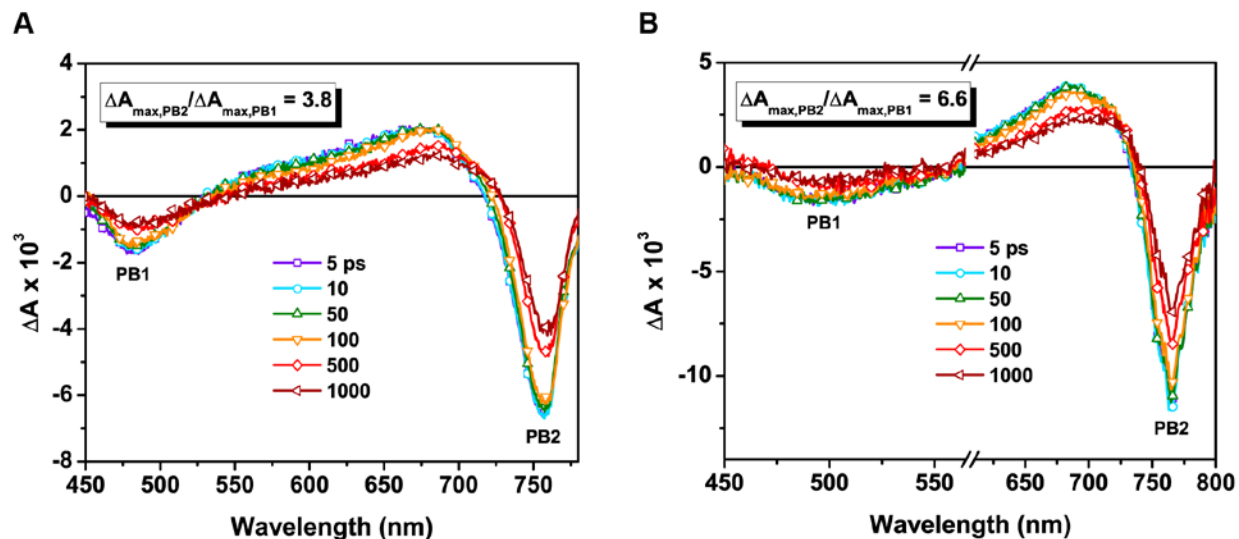 A
ΔA x 10³
4
2
0
-2
-4
-6
-8
ΔAmax,PB2/ΔAmax,PB1 = 3.8
PB1
5 ps
10
50
100
500
1000
PB2
450 500 550 600 650 700 750
Wavelength (nm)
B
ΔA x 10³
5
0
-5
-10
ΔAmax,PB2/ΔAmax,PB1 = 6.6
PB1
5 ps
10
50
100
500
1000
PB2
450 500 550 650 700 750 800
Wavelength (nm)